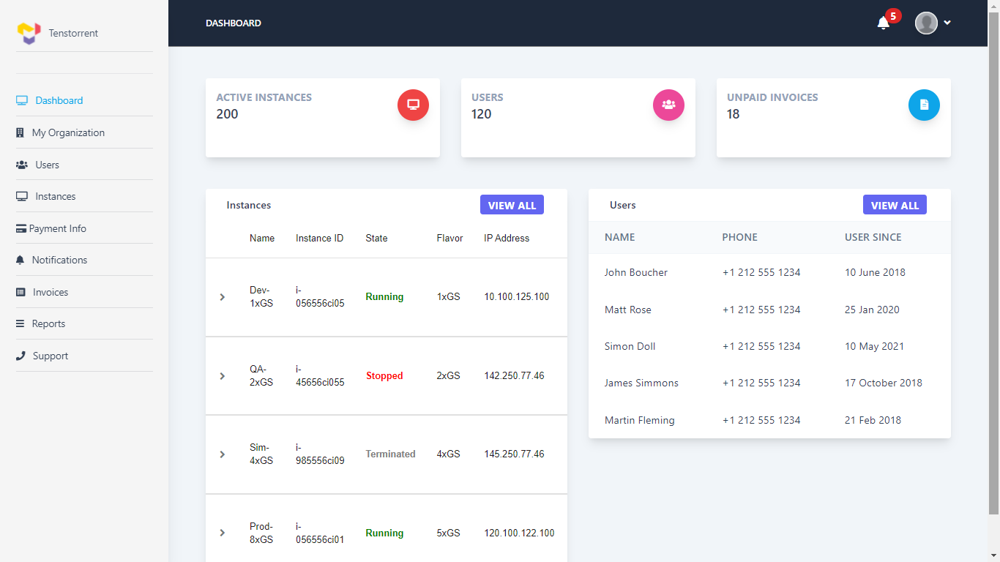 Tenstorrent
DASHBOARD
5
Dashboard
My Organization
Users
Instances
Payment Info
Notifications
Invoices
Reports
Support
ACTIVE INSTANCES
200
USERS
120
UNPAID INVOICES
18
Instances
VIEW ALL
Name Instance ID State Flavor IP Address
Dev- i-
1xGS 056556ci05 Running 1xGS 10.100.125.100
QA- i-
2xGS 45656ci055 Stopped 2xGS 142.250.77.46
Sim- i-
4xGS 985556ci09 Terminated 4xGS 145.250.77.46
Prod- i-
8xGS 056556ci01 Running 5xGS 120.100.122.100
Users
VIEW ALL
NAME PHONE USER SINCE
John Boucher +1 212 555 1234 10 June 2018
Matt Rose +1 212 555 1234 25 Jan 2020
Simon Doll +1 212 555 1234 10 May 2021
James Simmons +1 212 555 1234 17 October 2018
Martin Fleming +1 212 555 1234 21 Feb 2018